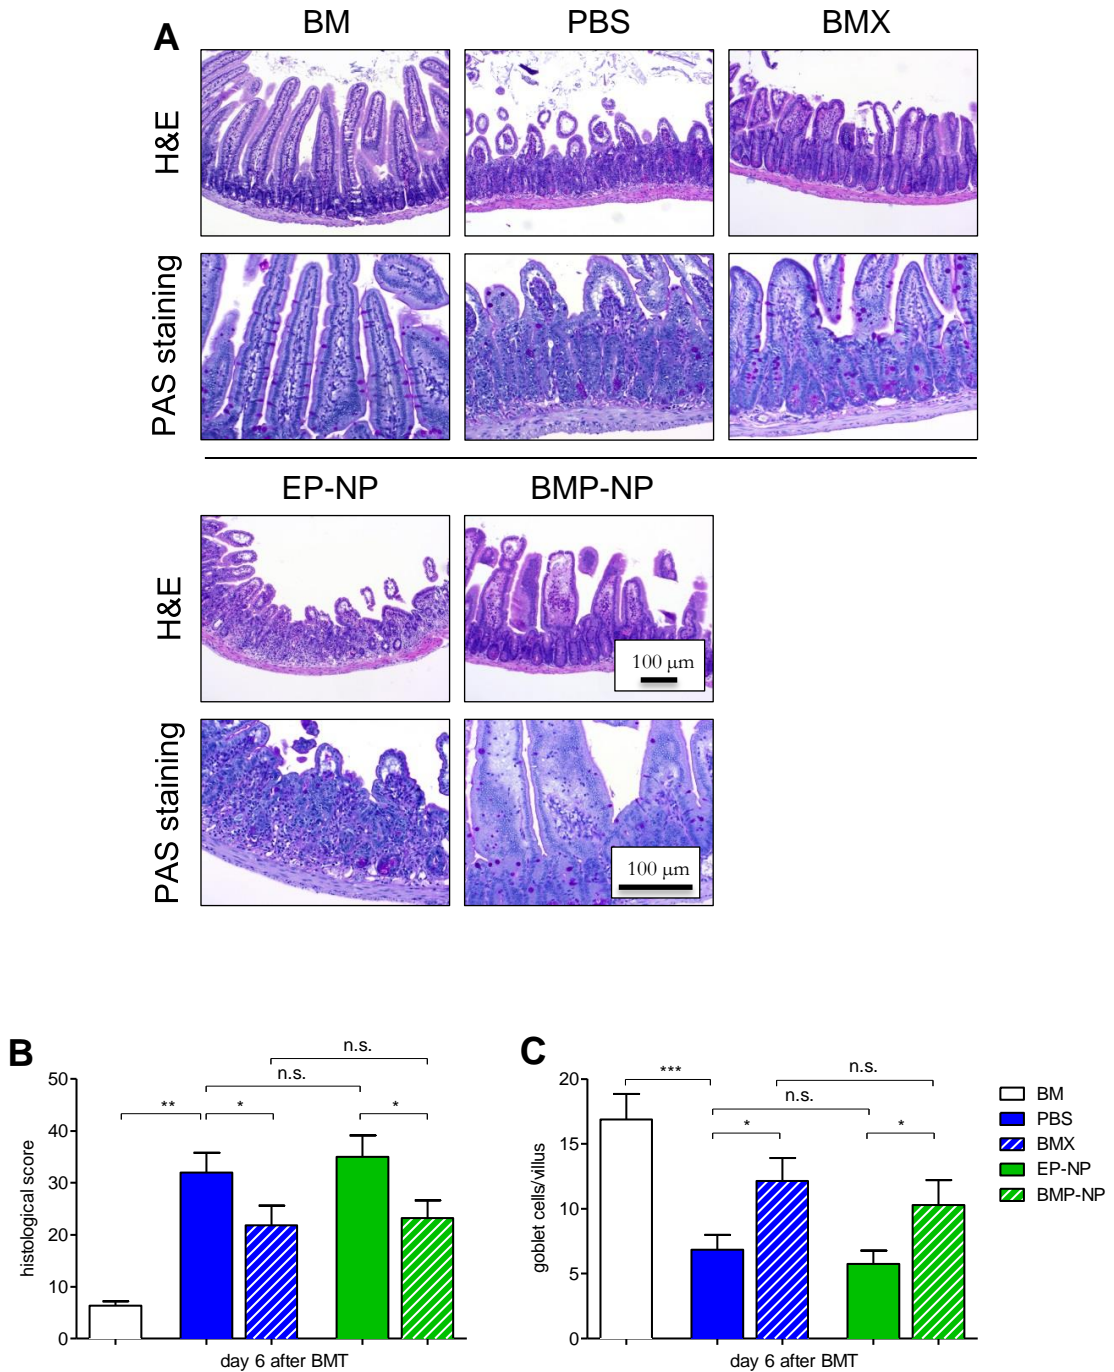 A
BM
PBS
BMX
H&E
PAS staining
EP-NP
BMP-NP
H&E
100 µm
PAS staining
100 µm
B
histological score
50
40
30
20
10
0
**
*
n.s.
n.s.
*
day 6 after BMT
C
goblet cells/villus
20
15
10
5
0
***
*
n.s.
n.s.
*
day 6 after BMT
BM
PBS
BMX
EP-NP
BMP-NP